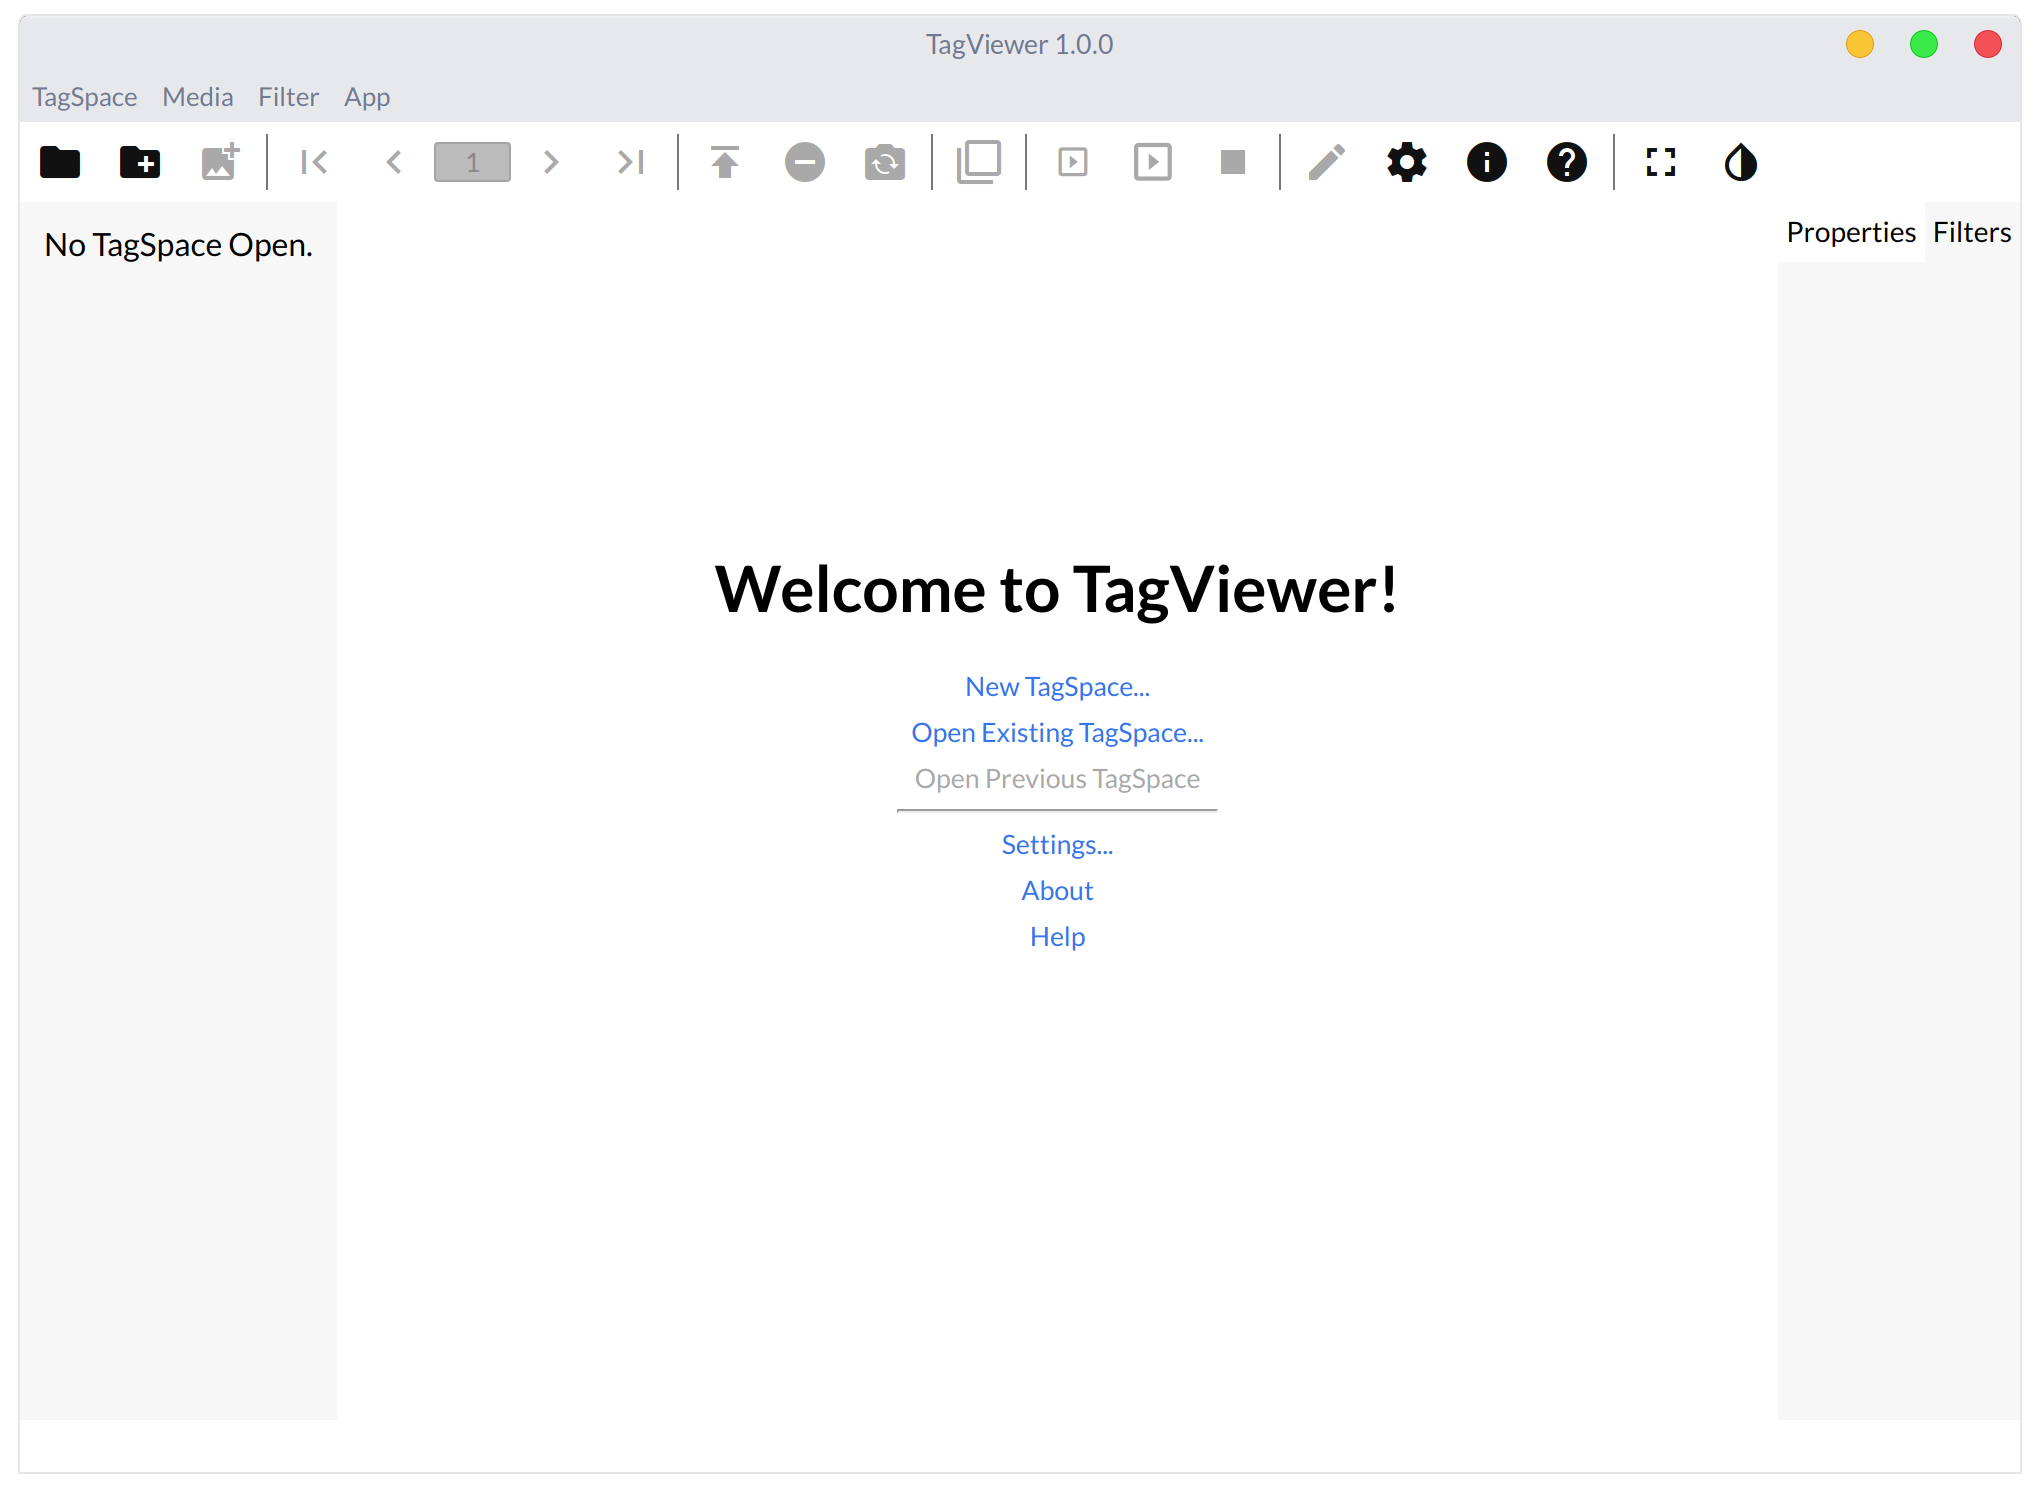 TagViewer 1.0.0
TagSpace Media Filter App
1
No TagSpace Open.
Properties Filters
Welcome to TagViewer!
New TagSpace...
Open Existing TagSpace...
Open Previous TagSpace
Settings...
About
Help